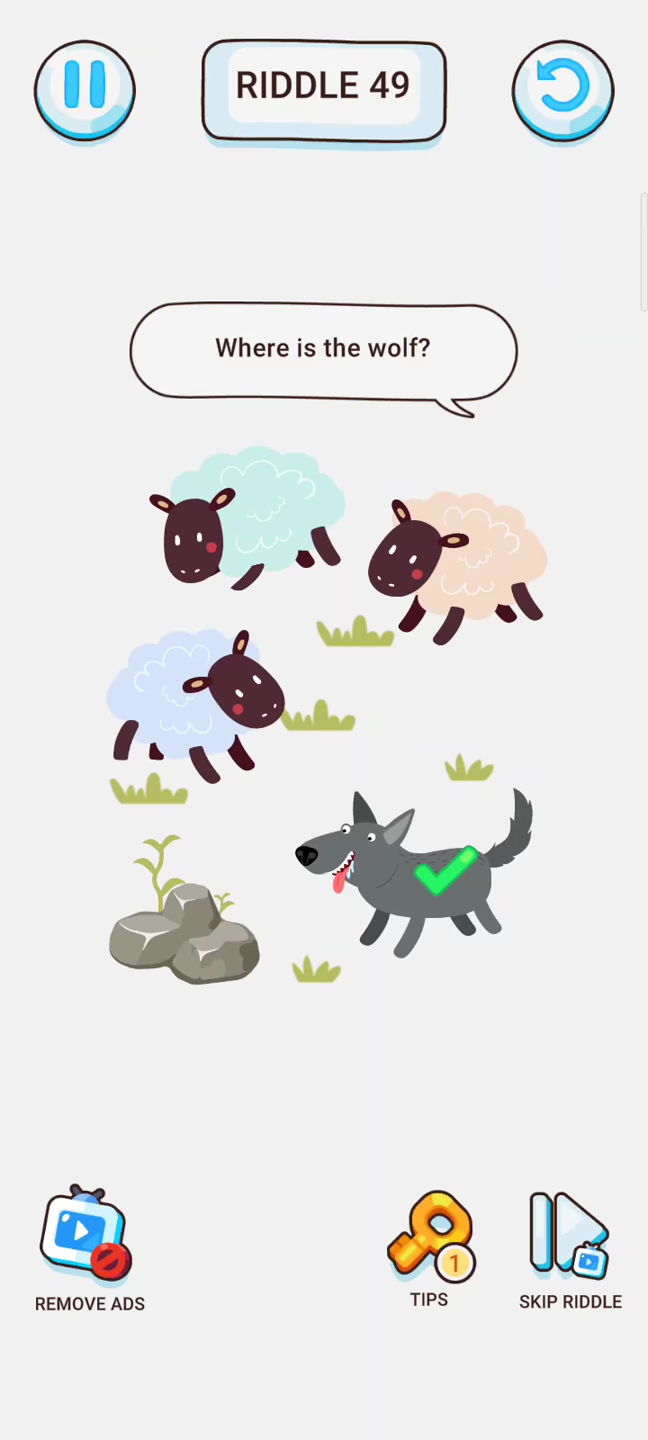 RIDDLE 49
Where is the wolf?
1
REMOVE ADS
TIPS
SKIP RIDDLE